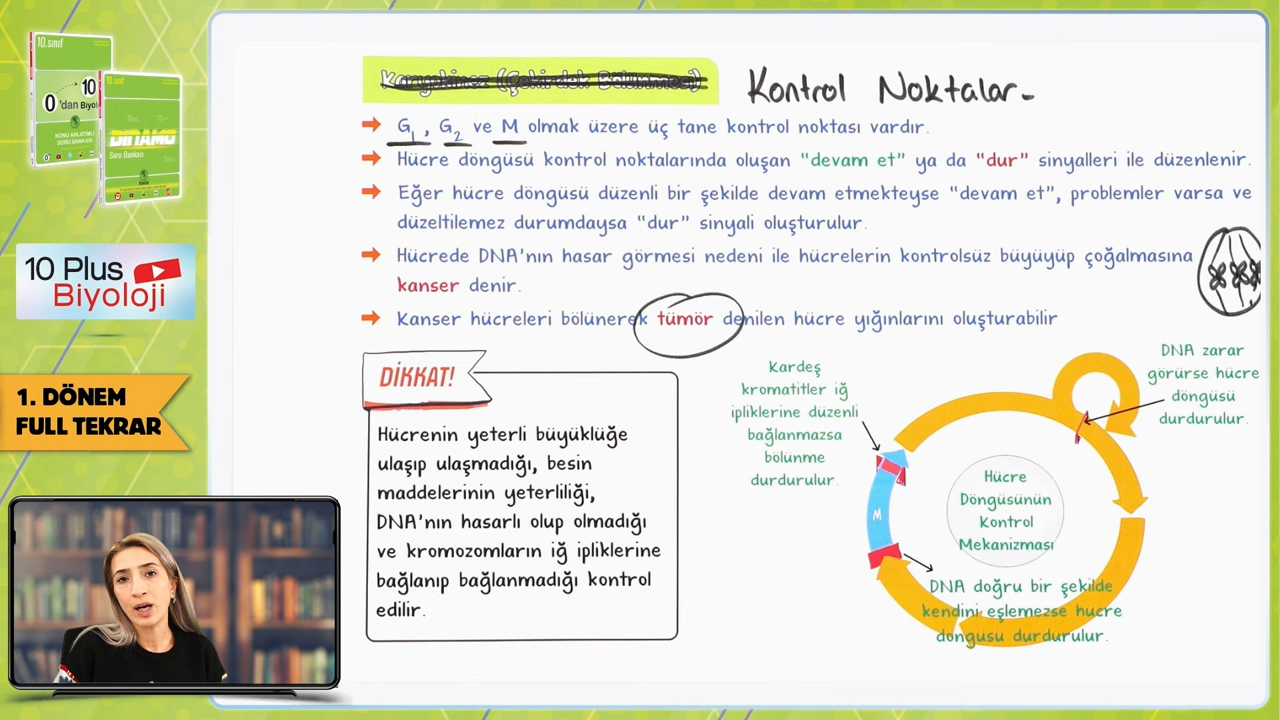 10.sınıf
0'dan 10 Biyoloji
KONU ANLATIMLI
SORU BANKASI
10.sınıf
DİNAMO
Soru Bankası
10 Plus
Biyoloji
1. DÖNEM
FULL TEKRAR
Karyokinez (Çekirdek Bölünmesi)
Kontrol Noktaları
G1, G2 ve M olmak üzere üç tane kontrol noktası vardır.
Hücre döngüsü kontrol noktalarında oluşan "devam et" ya da "dur" sinyalleri ile düzenlenir.
Eğer hücre döngüsü düzenli bir şekilde devam etmekteyse "devam et", problemler varsa ve
düzeltilemez durumdaysa "dur" sinyali oluşturulur.
Hücrede DNA'nın hasar görmesi nedeni ile hücrelerin kontrolsüz büyüyüp çoğalmasına
kanser denir.
Kanser hücreleri bölünerek tümör denilen hücre yığınlarını oluşturabilir
DİKKAT!
Hücrenin yeterli büyüklüğe
ulaşıp ulaşmadığı, besin
maddelerinin yeterliliği,
DNA'nın hasarlı olup olmadığı
ve kromozomların iğ ipliklerine
bağlanıp bağlanmadığı kontrol
edilir.
Kardeş
kromatitler iğ
ipliklerine düzenli
bağlanmazsa
bölünme
durdurulur.
DNA zarar
görürse hücre
döngüsü
durdurulur.
Hücre
Döngüsünün
Kontrol
Mekanizması
M
DNA doğru bir şekilde
kendini eşlemezse hücre
döngüsü durdurulur.